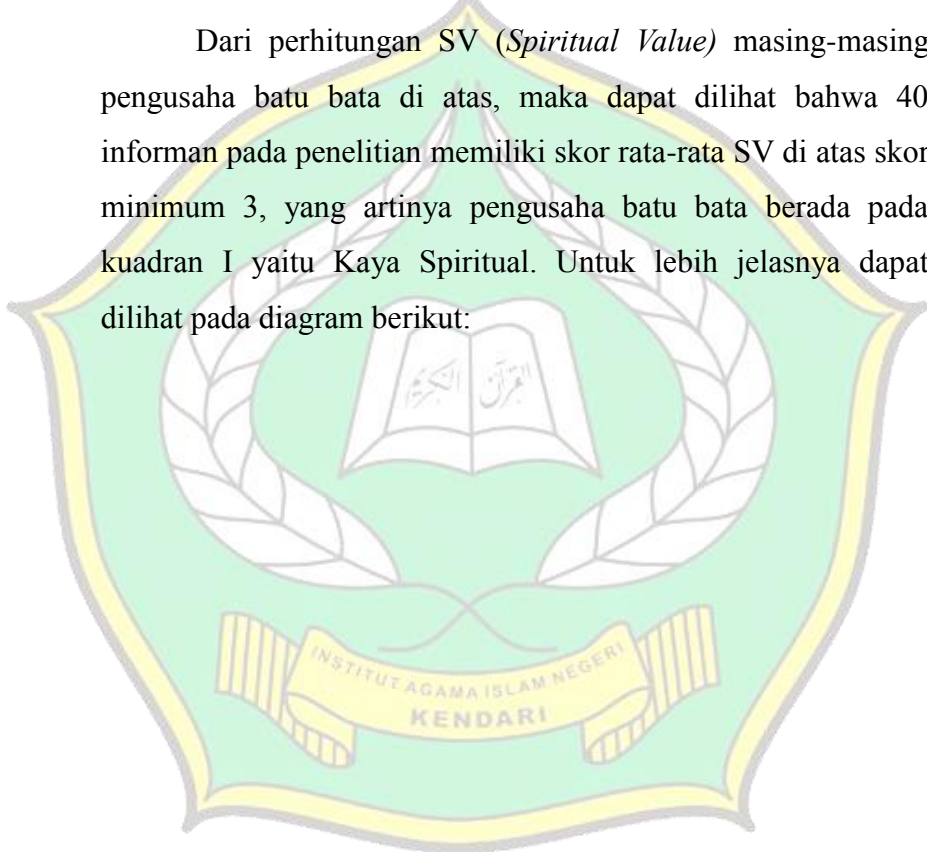 Dari perhitungan SV (Spiritual Value) masing-masing
pengusaha batu bata di atas, maka dapat dilihat bahwa 40
informan pada penelitian memiliki skor rata-rata SV di atas skor
minimum 3, yang artinya pengusaha batu bata berada pada
kuadran I yaitu Kaya Spiritual. Untuk lebih jelasnya dapat
dilihat pada diagram berikut:
القرآن الكريم
INSTITUT AGAMA ISLAM NEGERI
KENDARI